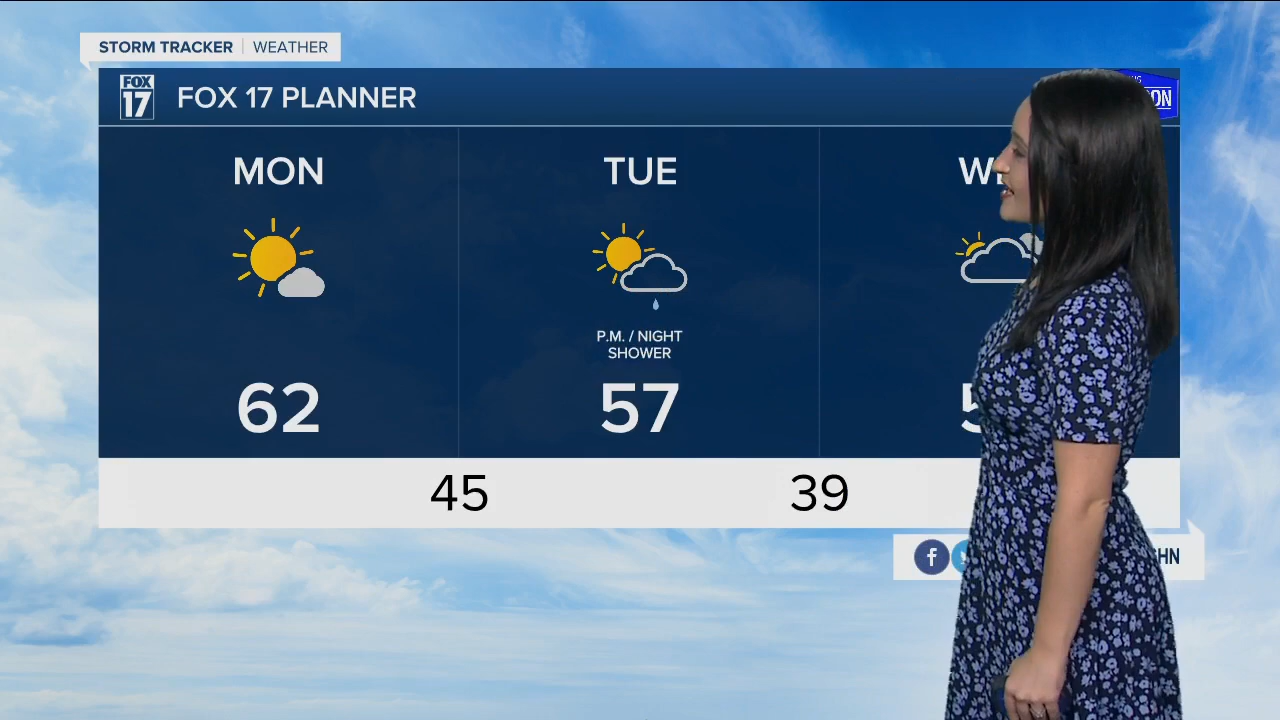 STORM TRACKER | WEATHER
FOX 17
FOX 17 PLANNER
MON
TUE
P.M. / NIGHT
SHOWER
62
57
45
39